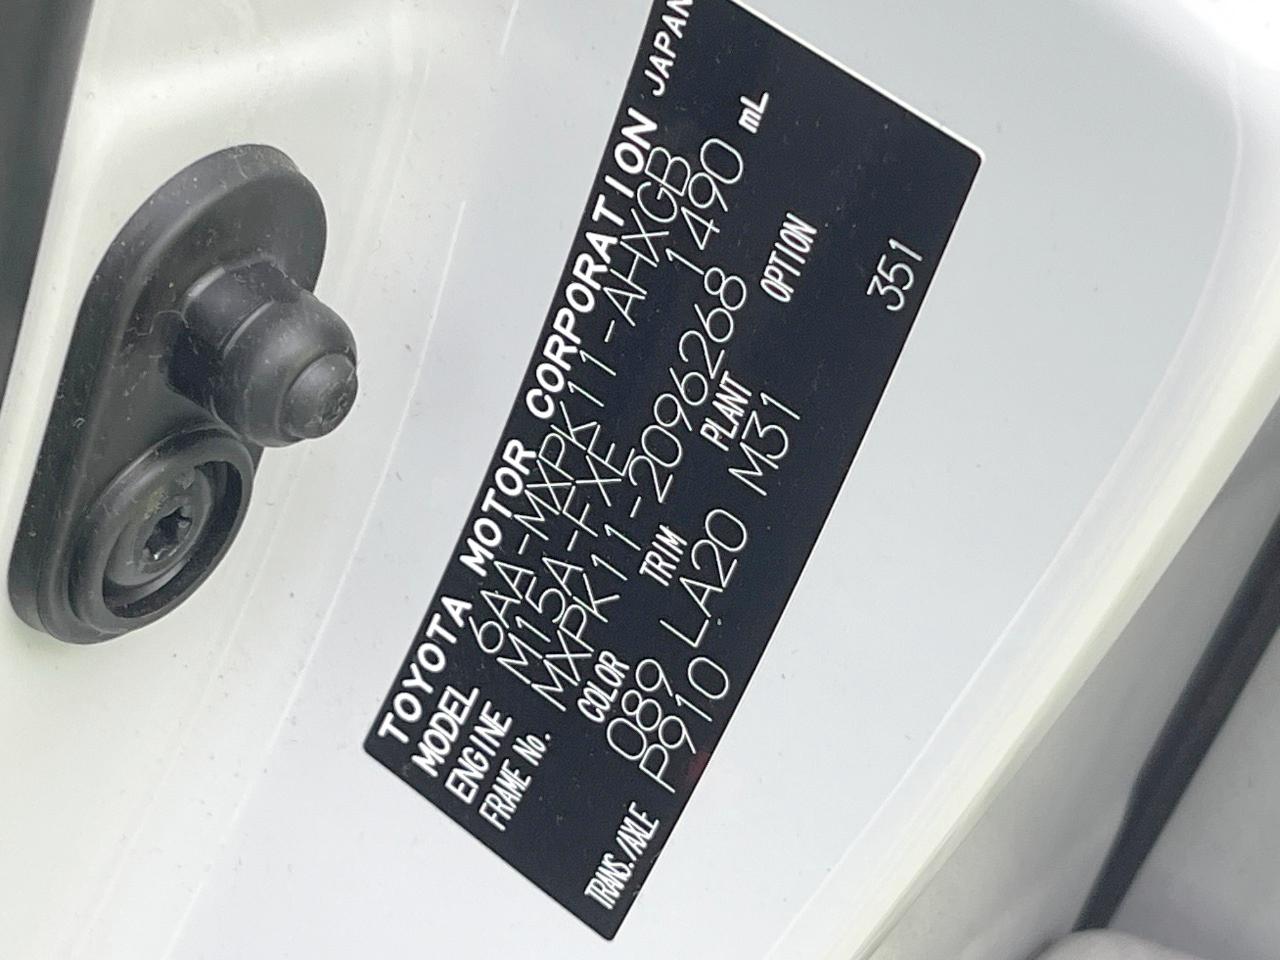 TOYOTA MOTOR CORPORATION JAPAN
MODEL 6AA-MXPK11-AHXGB
ENGINE M15A-FXE 1490 mL
FRAME No. MXPK11-2096268
COLOR TRIM PLANT OPTION
089 LA20 M31 351
TRANS./AXLE P910